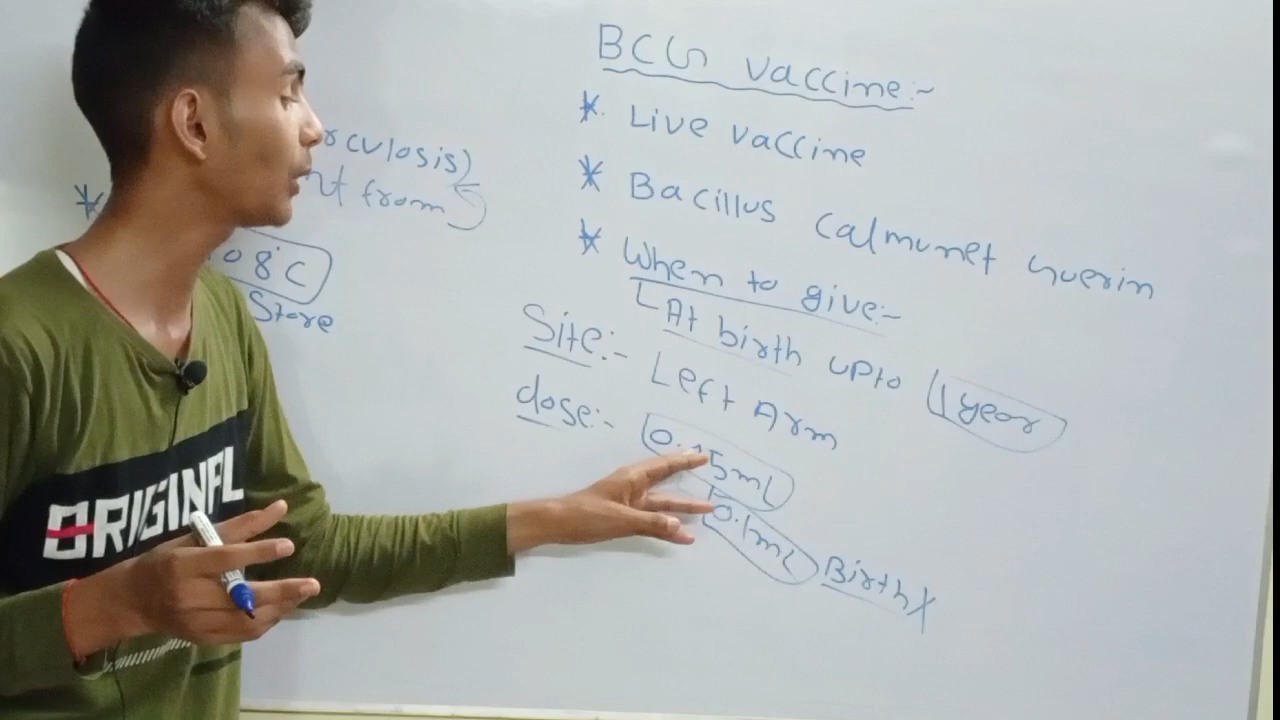 BCG vaccine:-
* Live vaccine
* Bacillus calmunet guerin
* When to give:-
At birth upto 1 year
Site:- Left Arm
dose:- 0. 5ml
0.1ml Birth X
rculosis)
from
*
08°C
Store
ORIGINAL